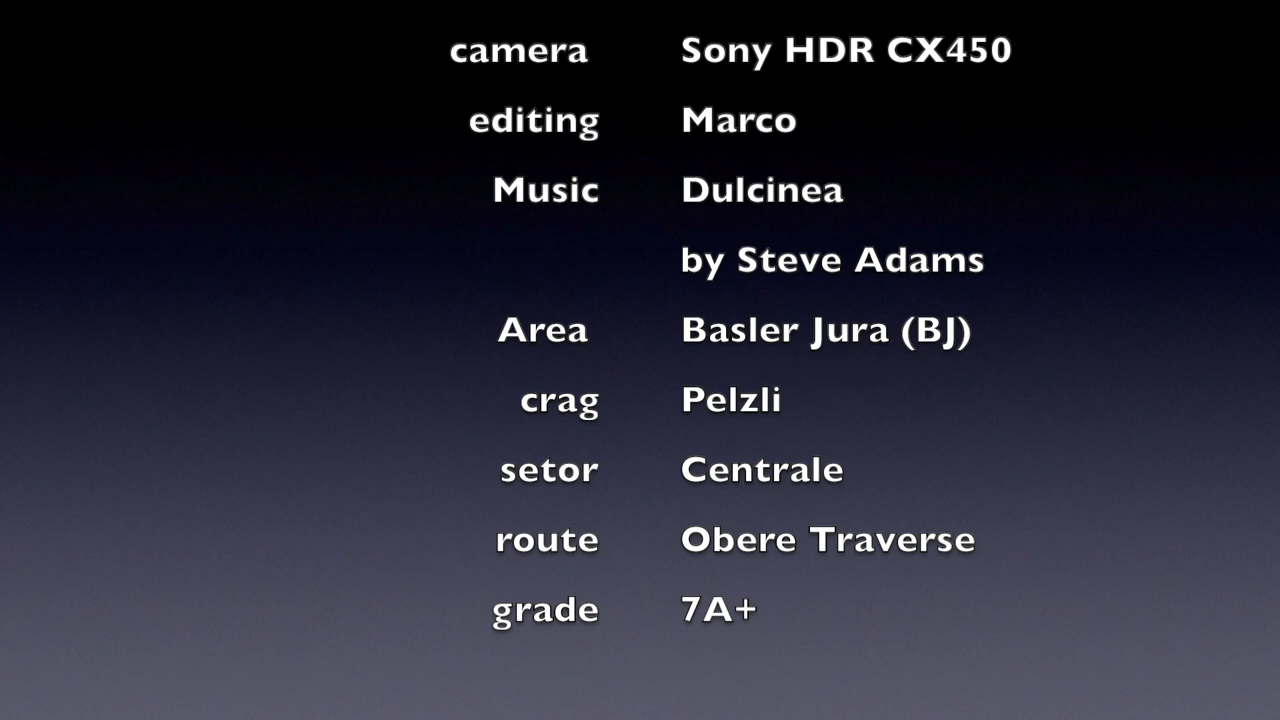 camera Sony HDR CX450
editing Marco
Music Dulcinea
by Steve Adams
Area Basler Jura (BJ)
crag Pelzli
setor Centrale
route Obere Traverse
grade 7A+